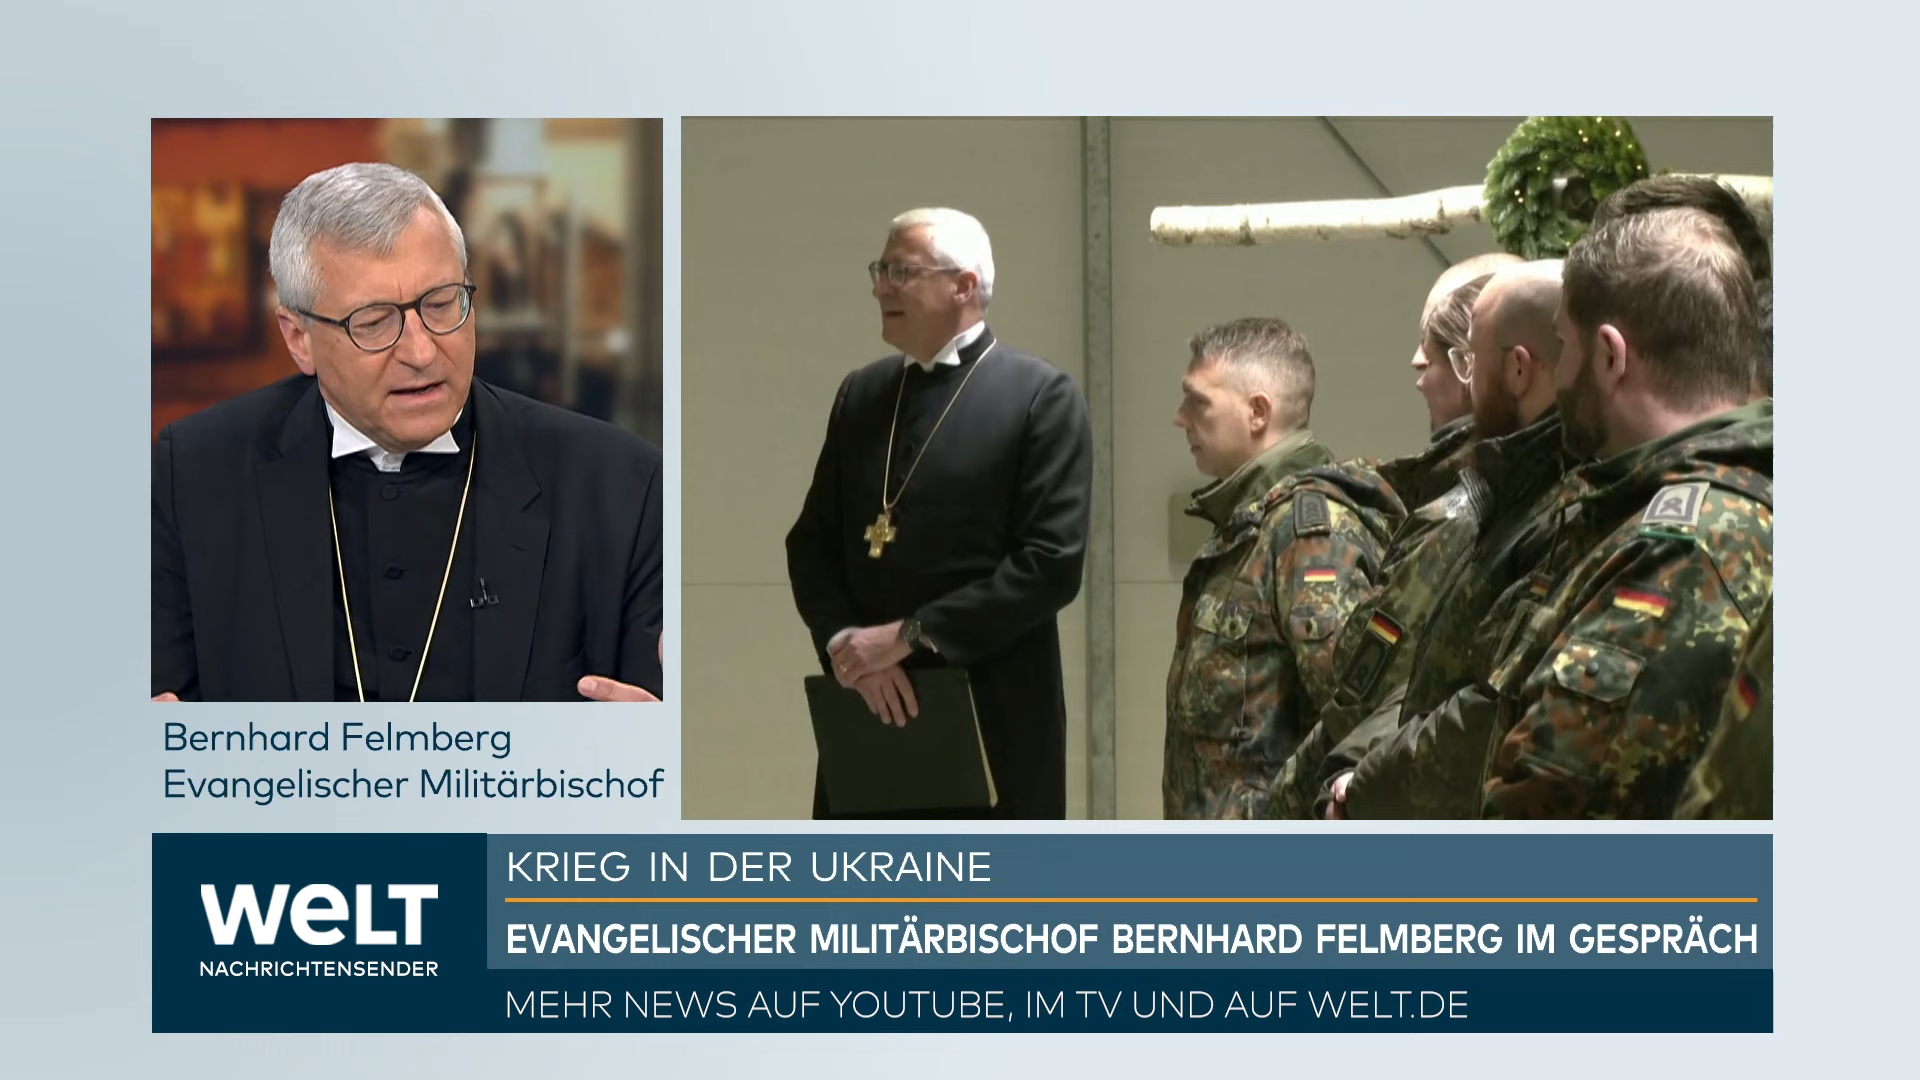 Bernhard Felmberg
Evangelischer Militärbischof
KRIEG IN DER UKRAINE
EVANGELISCHER MILITÄRBISCHOF BERNHARD FELMBERG IM GESPRÄCH
MEHR NEWS AUF YOUTUBE, IM TV UND AUF WELT.DE
WELT
NACHRICHTENSENDER